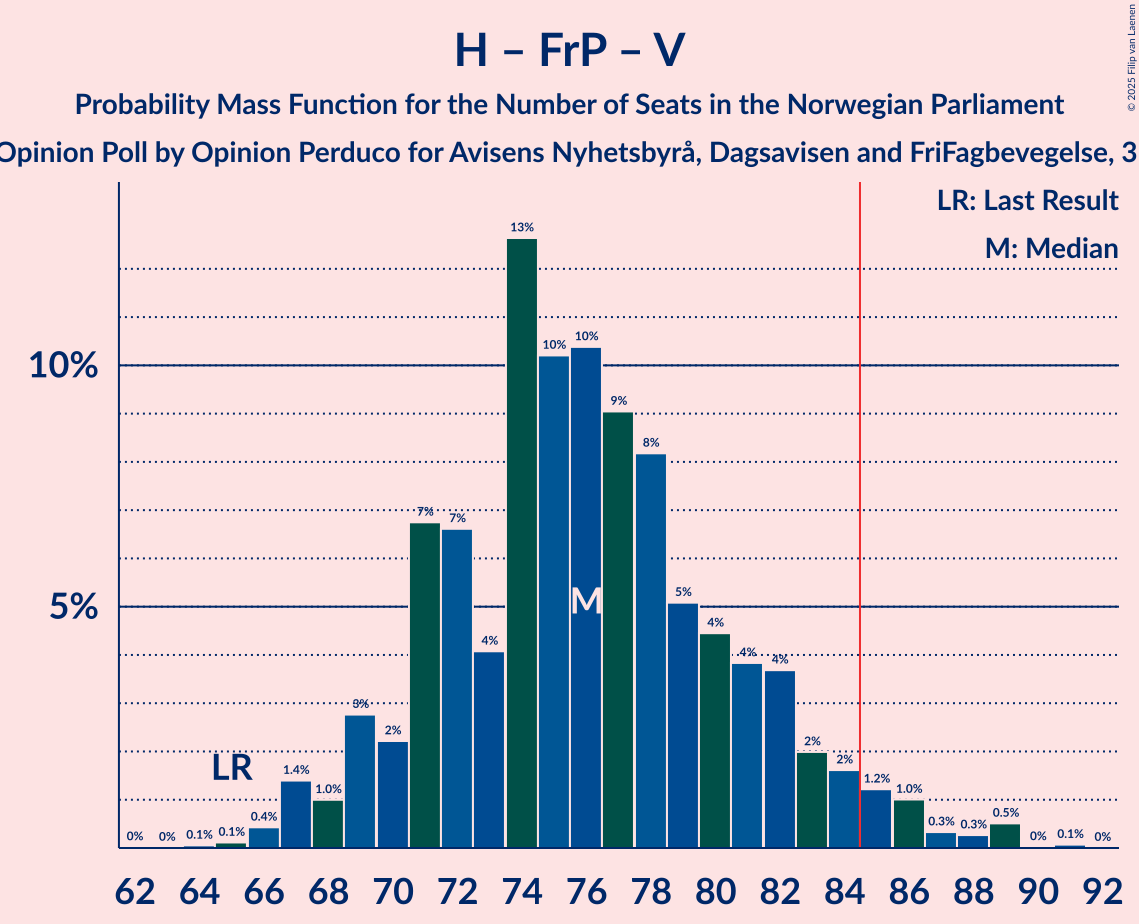 H – FrP – V
Probability Mass Function for the Number of Seats in the Norwegian Parliament
Opinion Poll by Opinion Perduco for Avisens Nyhetsbyrå, Dagsavisen and FriFagbevegelse, 3
© 2025 Filip van Laenen
LR: Last Result
M: Median
10%
5%
0% 0% 0.1% 0.1% 0.4% 1.4% 1.0% 3% 2% 7% 7% 4% 13% 10% 10% 9% 8% 5% 4% 4% 4% 2% 2% 1.2% 1.0% 0.3% 0.3% 0.5% 0% 0.1% 0%
LR
M
62 64 66 68 70 72 74 76 78 80 82 84 86 88 90 92